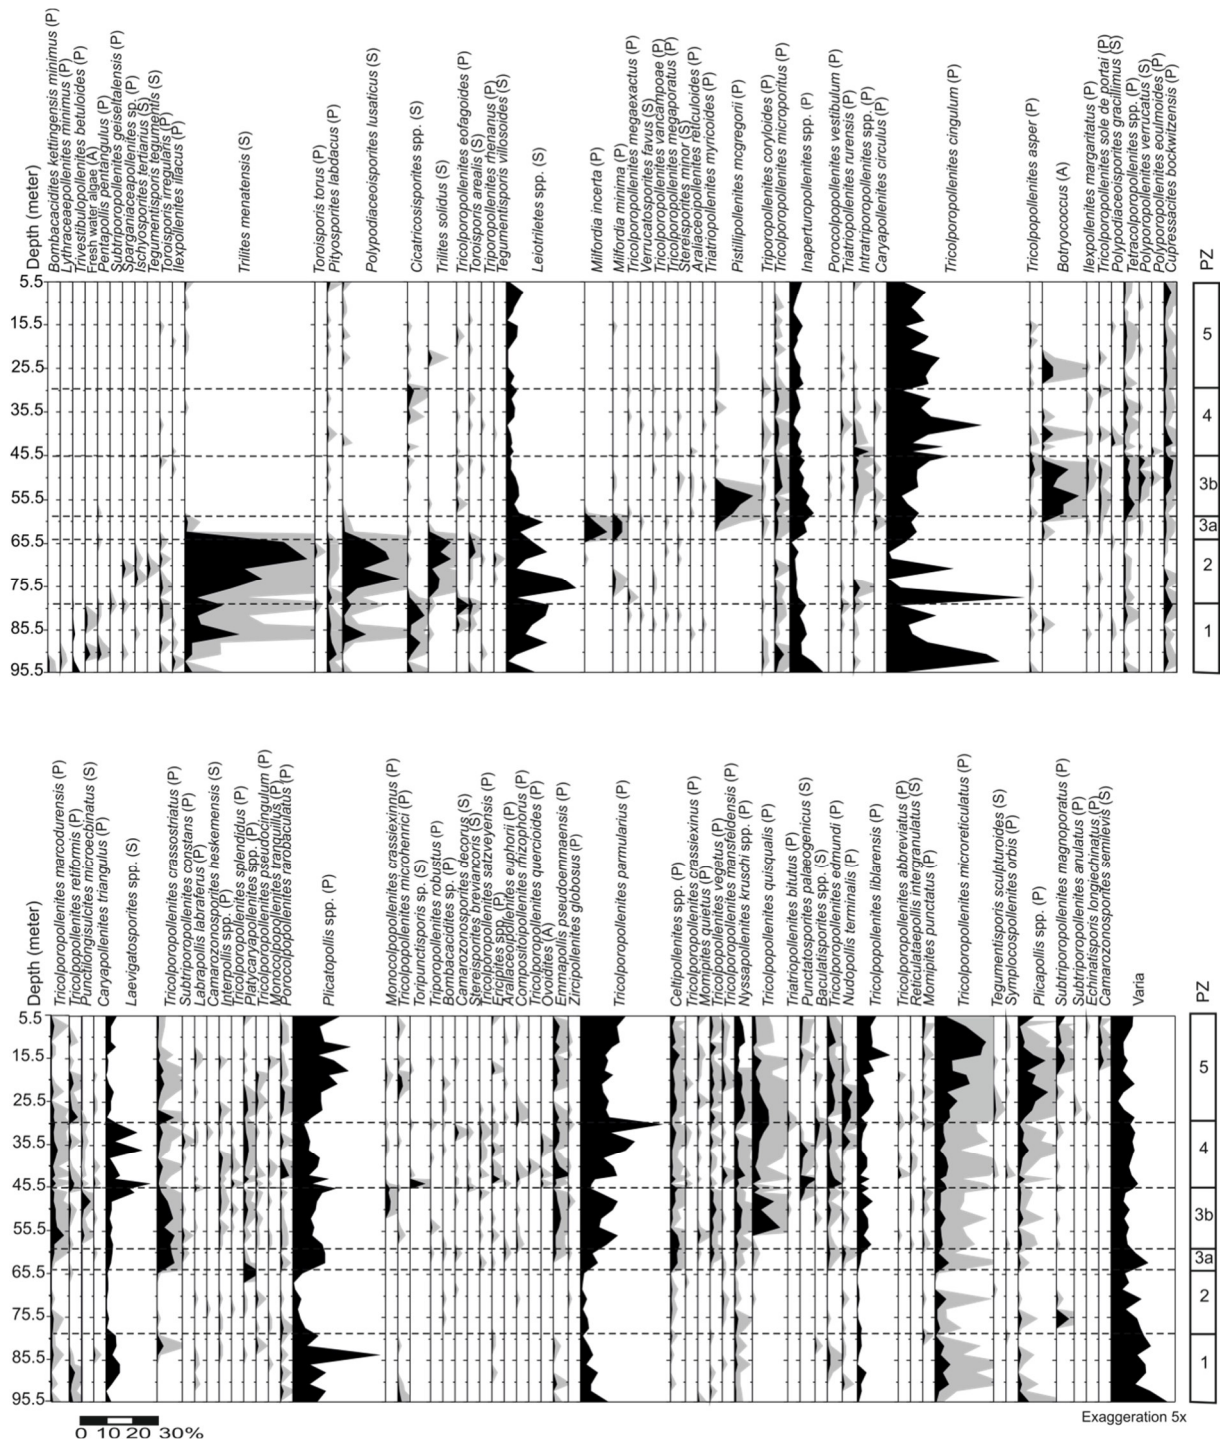 Depth (meter)
Bombacacidites kettingensis minimus (P)
Lythraceaepollenites minimus (P)
Trivestibulopollenites betuloides (P)
Fresh water algae (A)
Pentapollis pentangulus (P)
Subtriporopollenites geiseltalensis (P)
Sparganiaceaepollenites sp. (P)
Ischyosporites tertiarius (S)
Tegumentisporis tegumentis (S)
Toroisporis irregularis (P)
Ilexpollenites iliacus (P)
Trilites menatensis (S)
Toroisporis torus (P)
Pityosporites labdacus (P)
Polypodiaceoisporites lusaticus (S)
Cicatricosisporites spp. (S)
Trilites solidus (S)
Tricolporopollenites eofagoides (P)
Toroisporis arealis (S)
Triporopollenites rhenanus (P)
Tegumentisporis villosoides (S)
Leiotriletes spp. (S)
Milfordia incerta (P)
Milfordia minima (P)
Tricolporopollenites megaexactus (P)
Verrucatosporites favus (S)
Tricolporopollenites vancampoae (P)
Tricolporopollenites megaporatus (P)
Stereisporites minor (S)
Araliaceoipollenites reticuloides (P)
Triatriopollenites myricoides (P)
Pistillipollenites mcgregorii (P)
Triporopollenites coryloides (P)
Tricolporopollenites microporitus (P)
Inaperturopollenites spp. (P)
Porocolpopollenites vestibulum (P)
Triatriopollenites rurensis (P)
Intratriporopollenites spp. (P)
Caryapollenites circulus (P)
Tricolporopollenites cingulum (P)
Tricolpopollenites asper (P)
Botryococcus (A)
Ilexpollenites margaritatus (P)
Tricolporopollenites sole de portai (P)
Polypodiaceoisporites gracillimus (S)
Tetracolporopollenites spp. (P)
Polyporopollenites verrucatus (S)
Polyporopollenites eoulmoides (P)
Cupressacites bockwitzensis (P)
PZ
5.5
15.5
25.5
35.5
45.5
55.5
65.5
75.5
85.5
95.5
5
4
3b
3a
2
1
Depth (meter)
Tricolporopollenites marcodurensis (P)
Tricolpopollenites retiformis (P)
Punctilongisulcites microechinatus (S)
Caryapollenites triangulus (P)
Laevigatosporites spp. (S)
Tricolporopollenites crassostriatus (P)
Subtriporopollenites constans (P)
Labrapollis labraferus (P)
Camarozonosporites heskemensis (S)
Interpollis spp. (P)
Tricolporopollenites splendidus (P)
Platycaryapollenites spp. (P)
Tricolporopollenites pseudocingulum (P)
Monocolpopollenites tranquillus (P)
Porocolpopollenites rarobaculatus (P)
Plicatopollis spp. (P)
Monocolpopollenites crassiexinnus (P)
Tricolpopollenites microhenrici (P)
Toripunctisporis sp. (S)
Triporopollenites robustus (P)
Bombacacidites sp. (P)
Camarozonosporites decorus (S)
Stereisporites breviancoris (S)
Tricolporopollenites satzveyensis (P)
Ericipites spp. (P)
Araliaceoipollenites euphorii (P)
Compositoipollenites rhizophorus (P)
Tricolporopollenites quercioides (P)
Ovoidites (A)
Emmapollis pseudoemmaensis (P)
Zircipollenites globosus (P)
Tricolporopollenites parmularius (P)
Celtipollenites spp. (P)
Tricolporopollenites crassiexinus (P)
Momipites quietus (P)
Tricolpopollenites vegetus (P)
Tricolporopollenites mansfeldensis (P)
Nyssapollenites kruschi spp. (P)
Tricolpopollenites quisqualis (P)
Triatriopollenites bitutus (P)
Punctatosporites palaeogenicus (S)
Baculatisporites spp. (S)
Tricolporopollenites edmundi (P)
Nudopollis terminalis (P)
Tricolpopollenites liblarensis (P)
Tricolporopollenites abbreviatus (P)
Reticulataepollis intergranulatus (S)
Momipites punctatus (P)
Tricolporopollenites microreticulatus (P)
Tegumentisporis sculpturoides (S)
Symplocospollenites orbis (P)
Plicapollis spp. (P)
Subtriporopollenites magnoporatus (P)
Subtriporopollenites anulatus (P)
Echinatisporis longechinatus (P)
Camarozonosporites semilevis (S)
Varia
PZ
5.5
15.5
25.5
35.5
45.5
55.5
65.5
75.5
85.5
95.5
5
4
3b
3a
2
1
0 10 20 30%
Exaggeration 5x